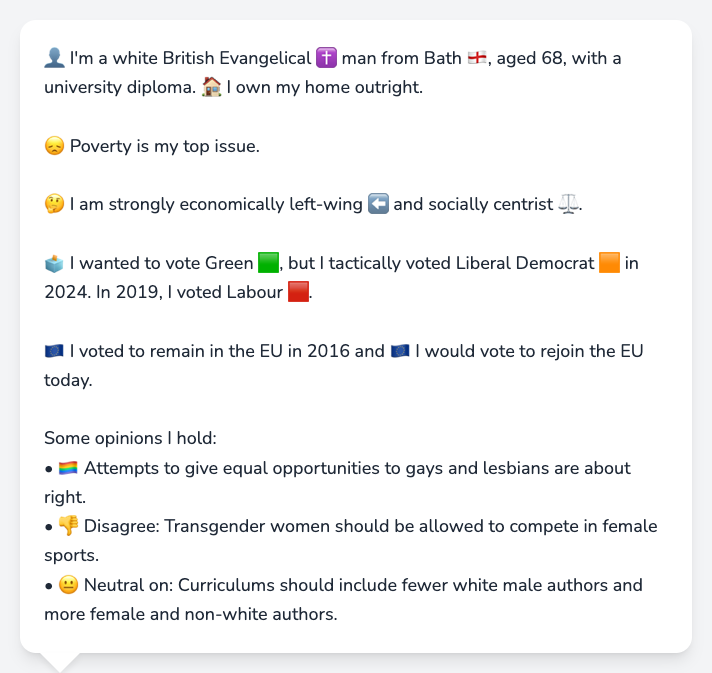 👤 I'm a white British Evangelical ✝️ man from Bath 🏴󠁧󠁢󠁥󠁮󠁧󠁿, aged 68, with a
university diploma. 🏠 I own my home outright.
😞 Poverty is my top issue.
🤔 I am strongly economically left-wing ⬅️ and socially centrist ⚖️.
🗳️ I wanted to vote Green 🟩, but I tactically voted Liberal Democrat 🟧 in
2024. In 2019, I voted Labour 🟥.
🇪🇺 I voted to remain in the EU in 2016 and 🇪🇺 I would vote to rejoin the EU
today.
Some opinions I hold:
• 🏳️‍🌈 Attempts to give equal opportunities to gays and lesbians are about
right.
• 👎 Disagree: Transgender women should be allowed to compete in female
sports.
• 😐 Neutral on: Curriculums should include fewer white male authors and
more female and non-white authors.